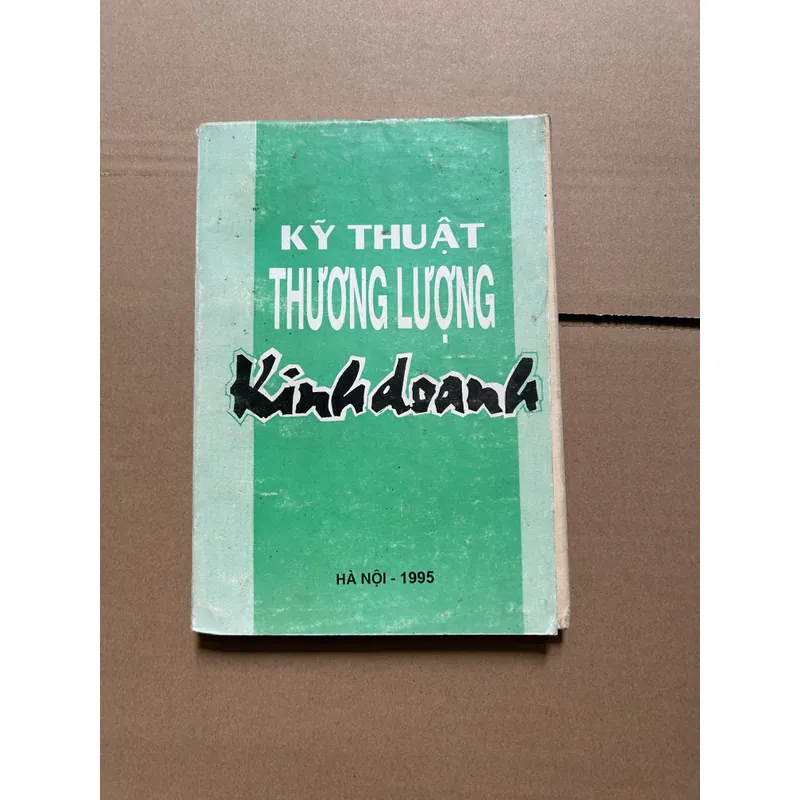 KỸ THUẬT
THƯƠNG LƯỢNG
Kinh doanh
HÀ NỘI - 1995